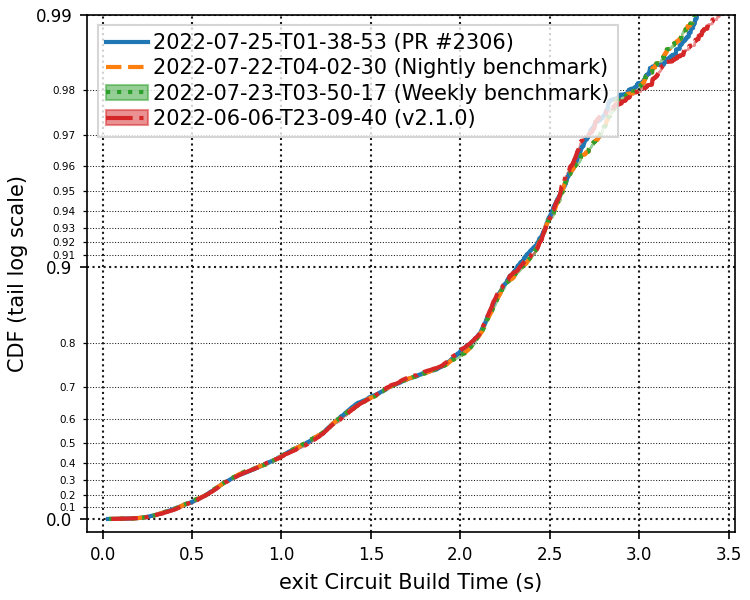 0.99
0.98
0.97
0.96
0.95
0.94
0.93
0.92
0.91
0.9
0.8
0.7
0.6
0.5
0.4
0.3
0.2
0.1
0.0
CDF (tail log scale)
2022-07-25-T01-38-53 (PR #2306)
2022-07-22-T04-02-30 (Nightly benchmark)
2022-07-23-T03-50-17 (Weekly benchmark)
2022-06-06-T23-09-40 (v2.1.0)
0.0 0.5 1.0 1.5 2.0 2.5 3.0 3.5
exit Circuit Build Time (s)